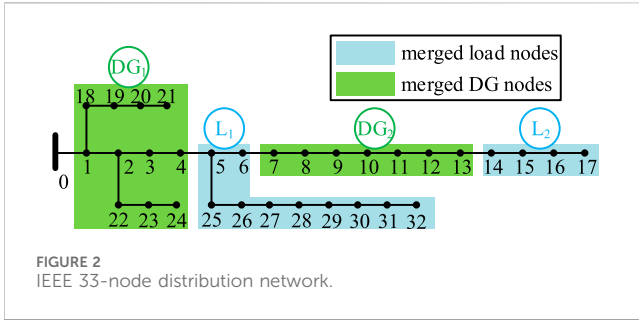 DG₁
merged load nodes
merged DG nodes
18 19 20 21
L₁
DG₂
L₂
0
1 2 3 4 5 6 7 8 9 10 11 12 13 14 15 16 17
22 23 24 25 26 27 28 29 30 31 32
FIGURE 2
IEEE 33-node distribution network.